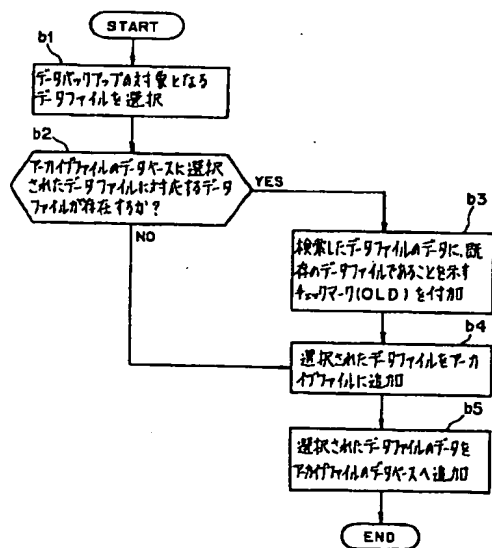 START
b1
データバックアップの対象となる
データファイルを選択
b2
アーカイブファイルのデータベースに選択
されたデータファイルに対応するデータ
ファイルが存在するか?
YES
NO
b3
検索したデータファイルのデータに,既
存のデータファイルであることを示す
チェックマーク(OLD)を付加
b4
選択されたデータファイルをアーカ
イブファイルに追加
b5
選択されたデータファイルのデータを
アーカイブファイルのデータベースへ追加
END